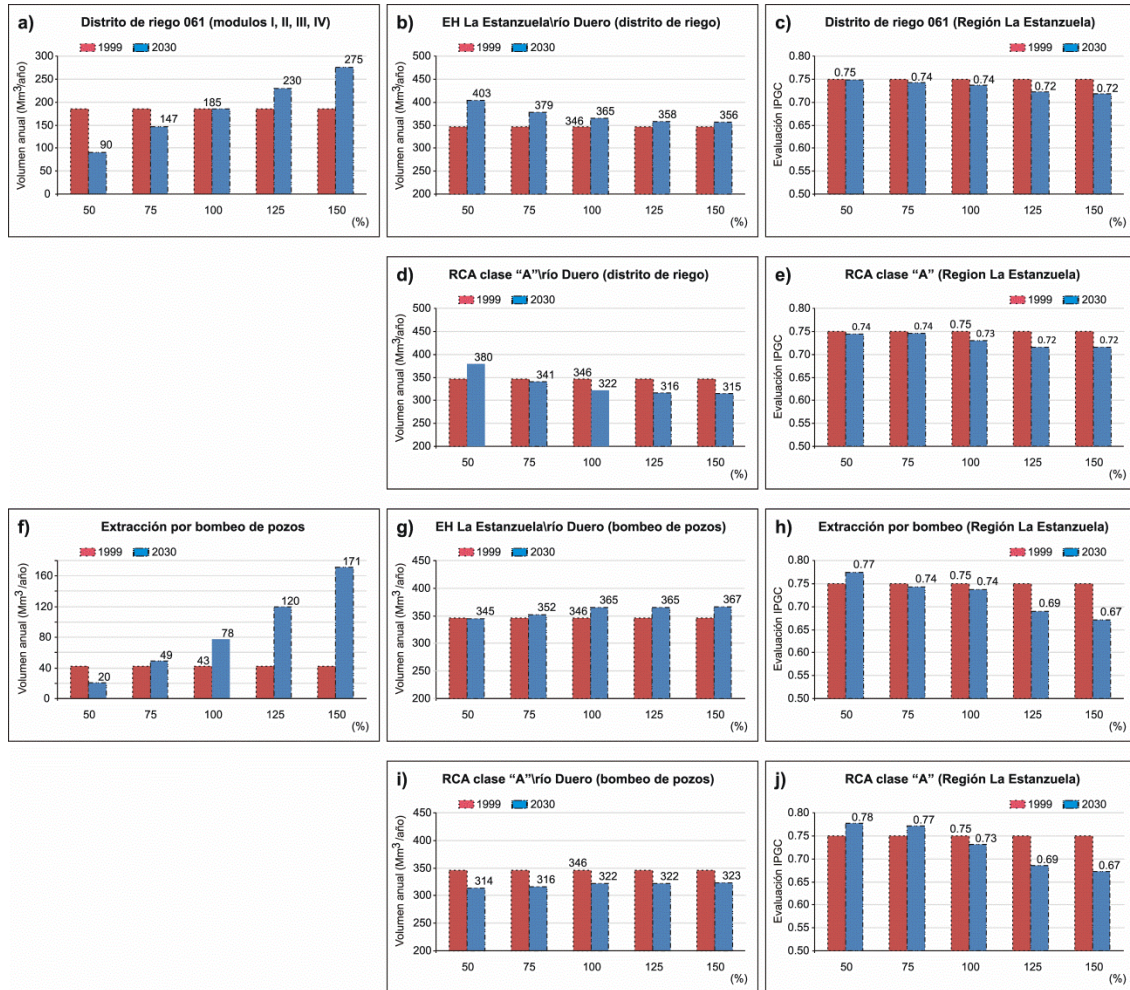 a) Distrito de riego 061 (modulos I, II, III, IV)
1999 2030
Volumen anual (Mm³/año)
300
250
200
150
100
50
0
90 147 185 230 275
50 75 100 125 150
(%)
b) EH La Estanzuela\río Duero (distrito de riego)
1999 2030
Volumen anual (Mm³/año)
500
450
400
350
300
250
200
403 379 346 365 358 356
50 75 100 125 150
(%)
c) Distrito de riego 061 (Región La Estanzuela)
1999 2030
Evaluación IPGC
0.80
0.75
0.70
0.65
0.60
0.55
0.50
0.75 0.74 0.74 0.72 0.72
50 75 100 125 150
(%)
d) RCA clase “A”\río Duero (distrito de riego)
1999 2030
Volumen anual (Mm³/año)
500
450
400
350
300
250
200
380 341 346 322 316 315
50 75 100 125 150
(%)
e) RCA clase “A” (Region La Estanzuela)
1999 2030
Evaluación IPGC
0.80
0.75
0.70
0.65
0.60
0.55
0.50
0.74 0.74 0.75 0.73 0.72 0.72
50 75 100 125 150
(%)
f) Extracción por bombeo de pozos
1999 2030
Volumen anual (Mm³/año)
160
120
80
40
0
20 49 43 78 120 171
50 75 100 125 150
(%)
g) EH La Estanzuela\río Duero (bombeo de pozos)
1999 2030
Volumen anual (Mm³/año)
450
400
350
300
250
200
345 352 346 365 365 367
50 75 100 125 150
(%)
h) Extracción por bombeo (Región La Estanzuela)
1999 2030
Evaluación IPGC
0.80
0.75
0.70
0.65
0.60
0.55
0.50
0.77 0.74 0.75 0.74 0.69 0.67
50 75 100 125 150
(%)
i) RCA clase “A”\río Duero (bombeo de pozos)
1999 2030
Volumen anual (Mm³/año)
450
400
350
300
250
200
314 316 346 322 322 323
50 75 100 125 150
(%)
j) RCA clase “A” (Región La Estanzuela)
1999 2030
Evaluación IPGC
0.80
0.75
0.70
0.65
0.60
0.55
0.50
0.78 0.77 0.75 0.73 0.69 0.67
50 75 100 125 150
(%)